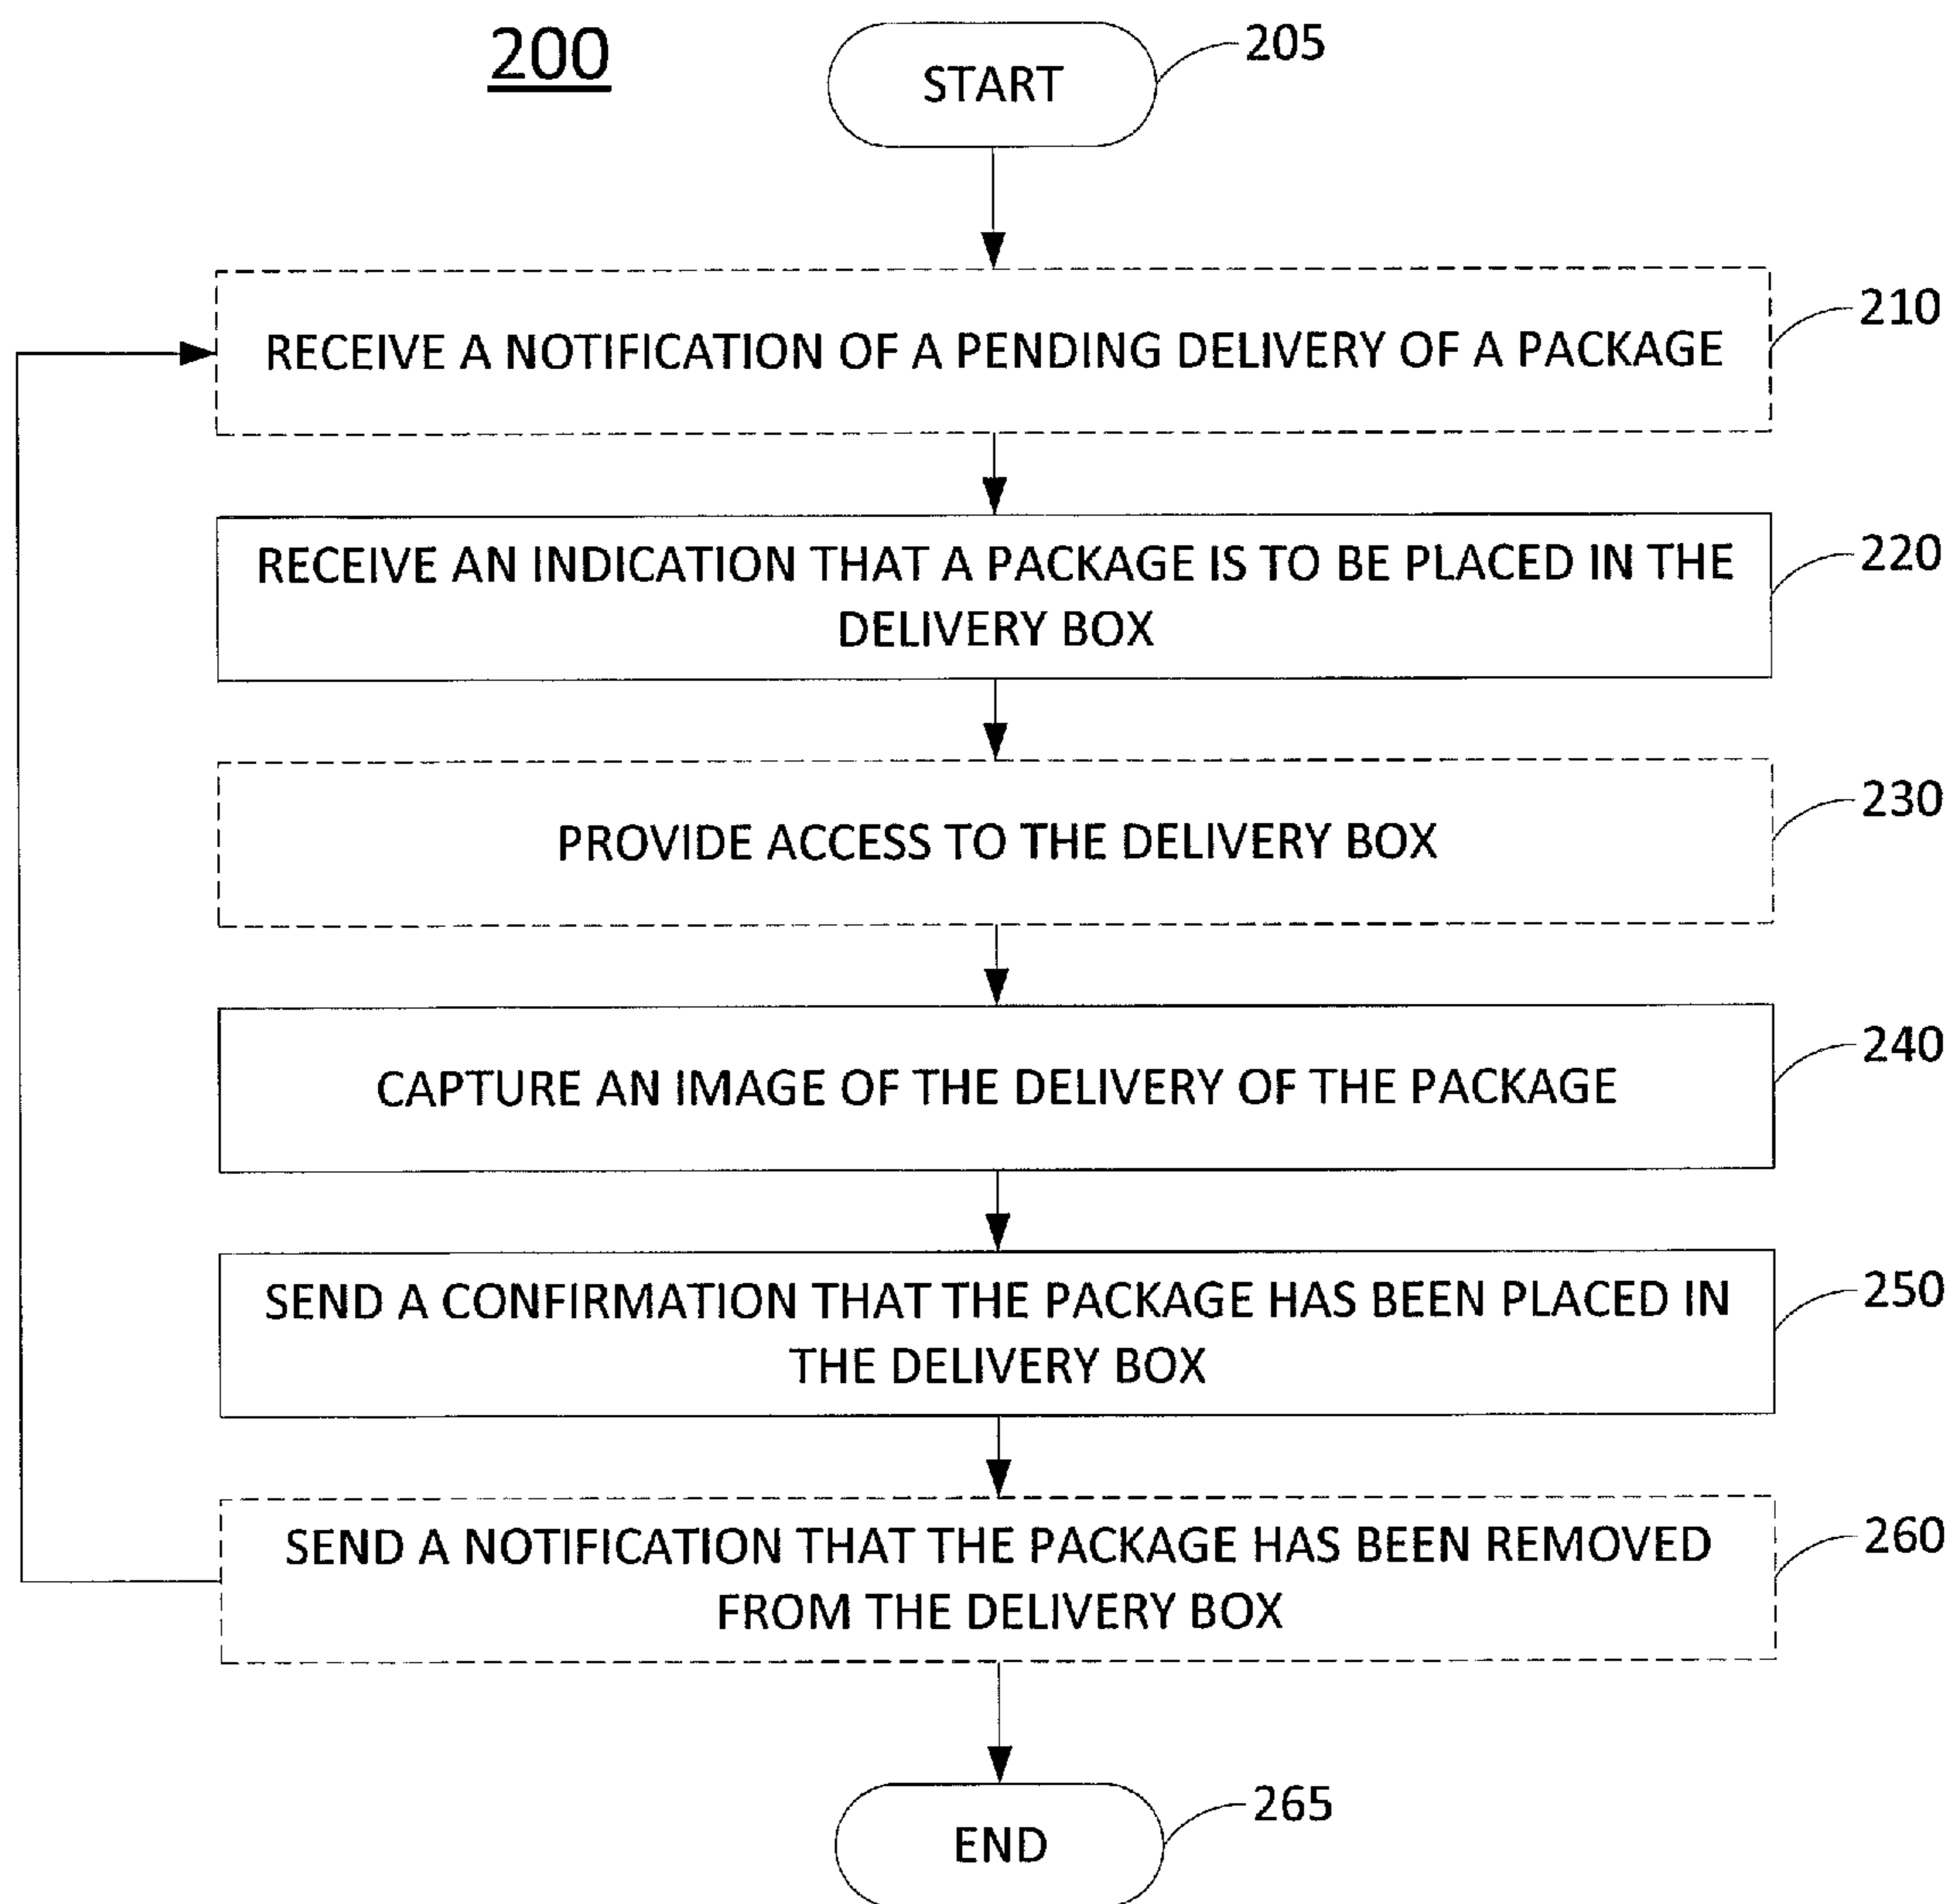 200
START
205
RECEIVE A NOTIFICATION OF A PENDING DELIVERY OF A PACKAGE
210
RECEIVE AN INDICATION THAT A PACKAGE IS TO BE PLACED IN THE
DELIVERY BOX
220
PROVIDE ACCESS TO THE DELIVERY BOX
230
CAPTURE AN IMAGE OF THE DELIVERY OF THE PACKAGE
240
SEND A CONFIRMATION THAT THE PACKAGE HAS BEEN PLACED IN
THE DELIVERY BOX
250
SEND A NOTIFICATION THAT THE PACKAGE HAS BEEN REMOVED
FROM THE DELIVERY BOX
260
END
265